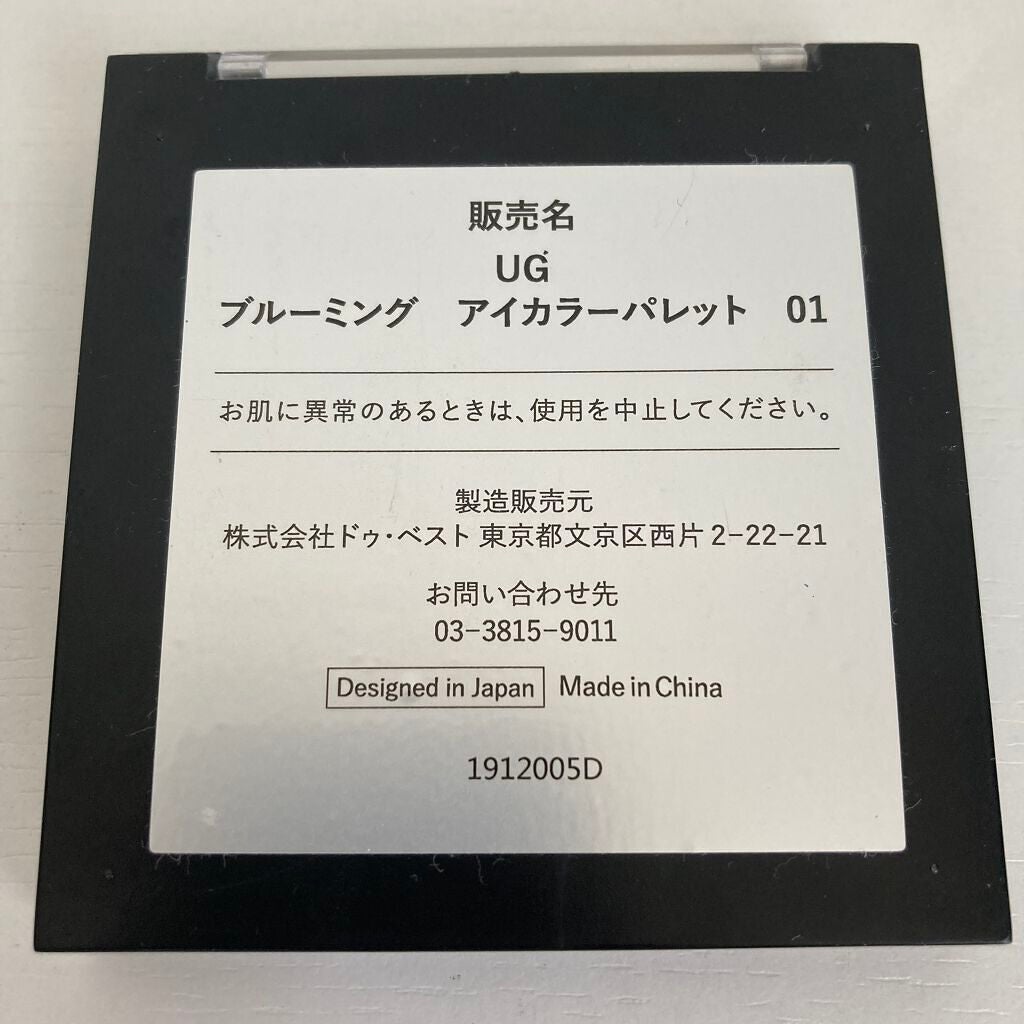 販売名
UG
ブルーミング　アイカラーパレット　01
お肌に異常のあるときは、使用を中止してください。
製造販売元
株式会社ドゥ・ベスト 東京都文京区西片2-22-21
お問い合わせ先
03-3815-9011
Designed in Japan Made in China
1912005D